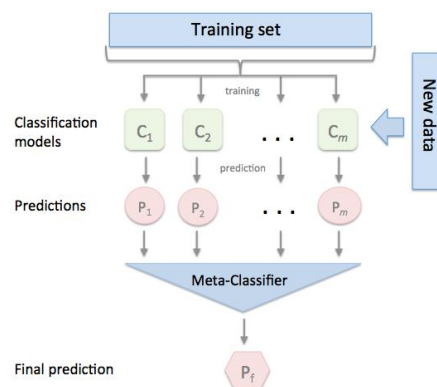 Training set
training
Classification
models
C1 C2 . . . Cm
New data
prediction
Predictions
P1 P2 . . . Pm
Meta-Classifier
Final prediction
Pf